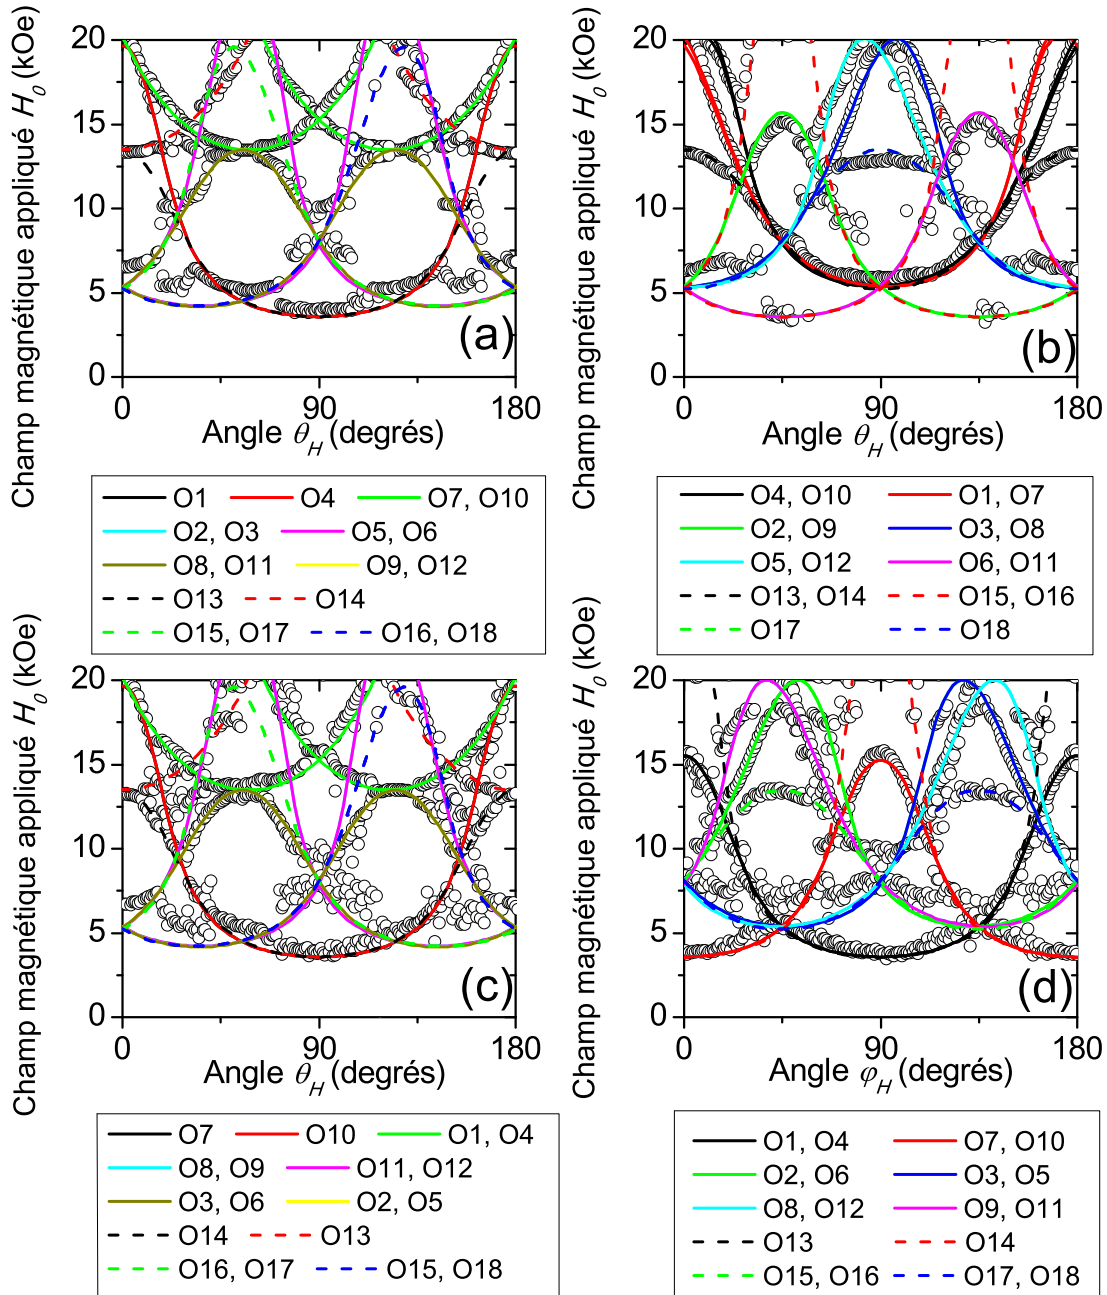 Champ magnétique appliqué H0 (kOe)
20
15
10
5
0
(a)
0 90 180
Angle θH (degrés)
Champ magnétique appliqué H0 (kOe)
20
15
10
5
0
(b)
0 90 180
Angle θH (degrés)
O1 O4 O7, O10
O2, O3 O5, O6
O8, O11 O9, O12
O13 O14
O15, O17 O16, O18
O4, O10 O1, O7
O2, O9 O3, O8
O5, O12 O6, O11
O13, O14 O15, O16
O17 O18
Champ magnétique appliqué H0 (kOe)
20
15
10
5
0
(c)
0 90 180
Angle θH (degrés)
Champ magnétique appliqué H0 (kOe)
20
15
10
5
0
(d)
0 90 180
Angle φH (degrés)
O7 O10 O1, O4
O8, O9 O11, O12
O3, O6 O2, O5
O14 O13
O16, O17 O15, O18
O1, O4 O7, O10
O2, O6 O3, O5
O8, O12 O9, O11
O13 O14
O15, O16 O17, O18